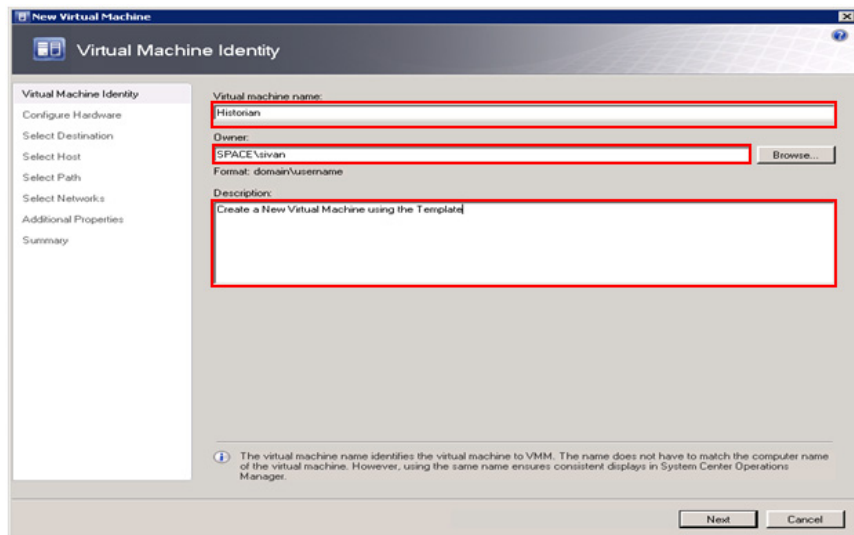 New Virtual Machine
Virtual Machine Identity
Virtual Machine Identity
Configure Hardware
Select Destination
Select Host
Select Path
Select Networks
Additional Properties
Summary
Virtual machine name:
Historian
Owner:
SPACE\sivan
Browse...
Format: domain\username
Description:
Create a New Virtual Machine using the Template
The virtual machine name identifies the virtual machine to VMM. The name does not have to match the computer name
of the virtual machine. However, using the same name ensures consistent displays in System Center Operations
Manager.
Next
Cancel